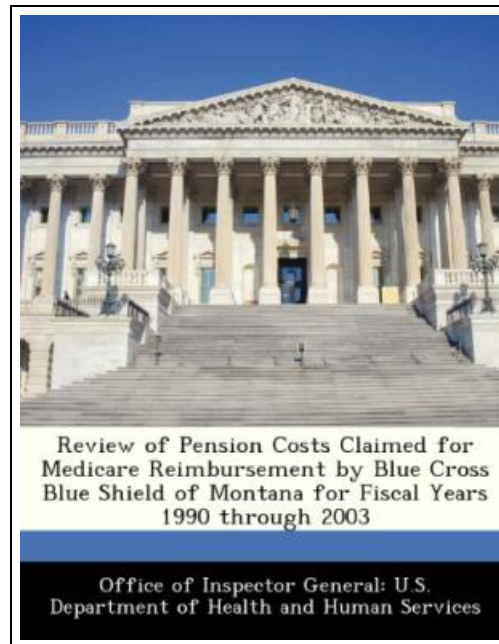 Review of Pension Costs Claimed for
Medicare Reimbursement by Blue Cross
Blue Shield of Montana for Fiscal Years
1990 through 2003
Office of Inspector General: U.S.
Department of Health and Human Services